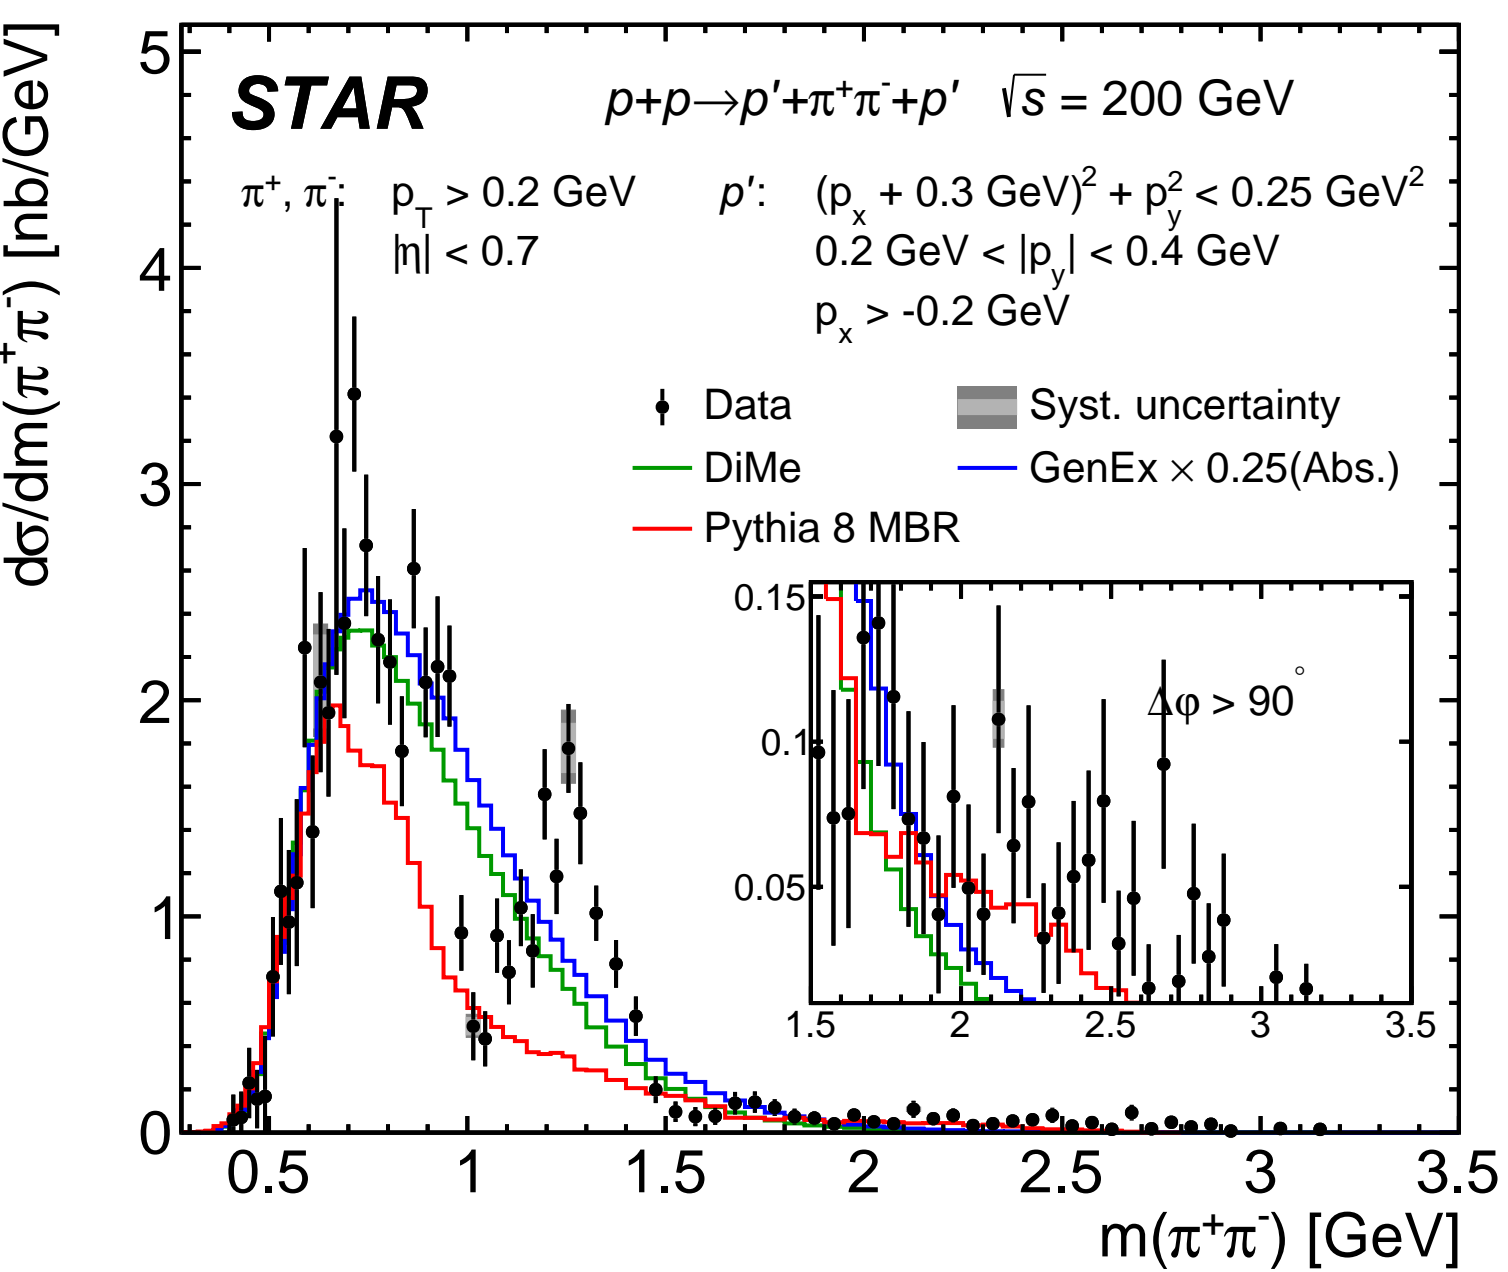 dσ/dm(π⁺π⁻) [nb/GeV]
STAR
p+p→p′+π⁺π⁻+p′ √s = 200 GeV
π⁺, π⁻: p_T > 0.2 GeV p′: (p_x + 0.3 GeV)² + p_y² < 0.25 GeV²
|η| < 0.7 0.2 GeV < |p_y| < 0.4 GeV
p_x > -0.2 GeV
Data Syst. uncertainty
DiMe GenEx × 0.25(Abs.)
Pythia 8 MBR
Δφ > 90°
0.15
0.1
0.05
1.5 2 2.5 3 3.5
5
4
3
2
1
0
0.5 1 1.5 2 2.5 3 3.5
m(π⁺π⁻) [GeV]